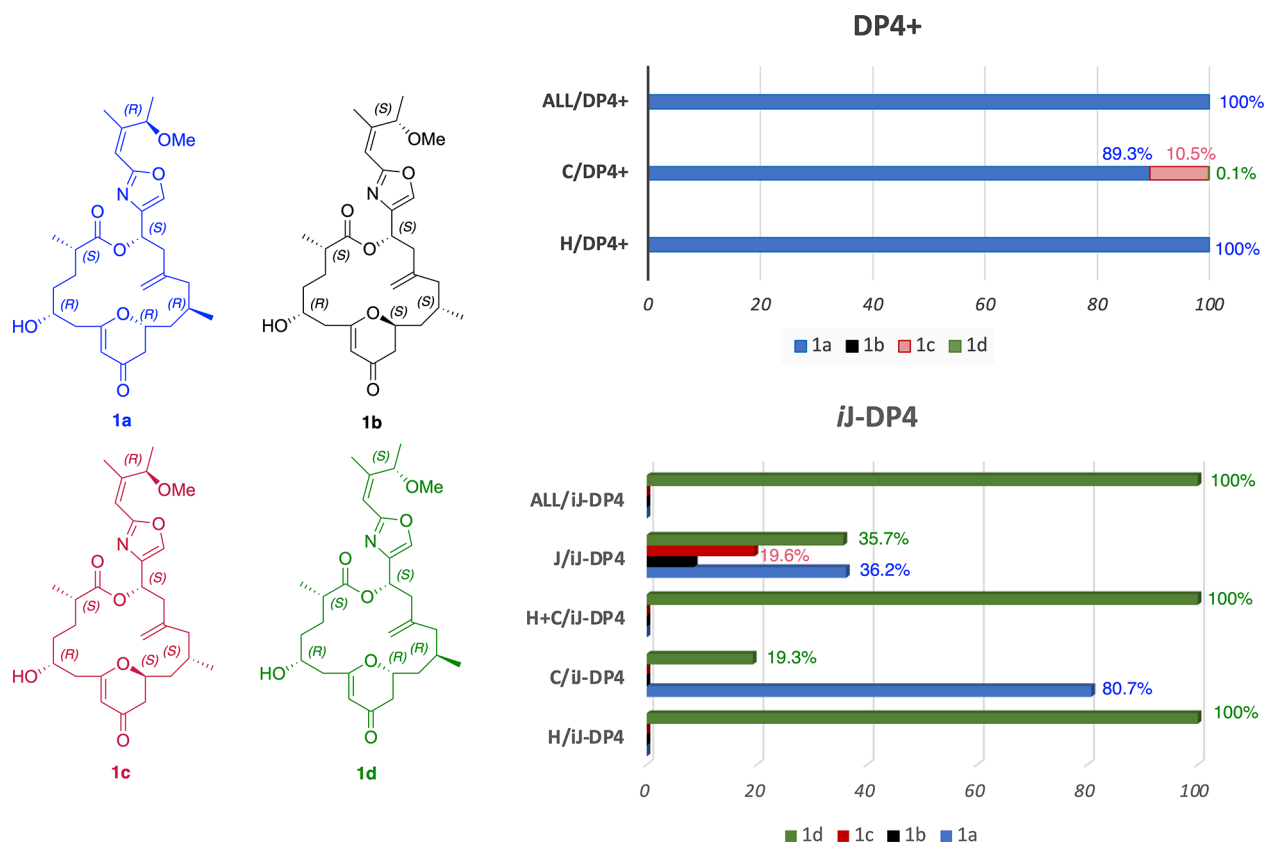 (R)
OMe
O
N
O
(S)
O
(S)
(R)
O
(R)
(R)
HO
O
1a
(S)
OMe
O
N
O
(S)
O
(S)
(R)
O
(S)
(S)
HO
O
1b
(R)
OMe
O
N
O
(S)
O
(S)
(R)
O
(S)
(S)
HO
O
1c
(S)
OMe
O
N
O
(S)
O
(S)
(R)
O
(R)
(R)
HO
O
1d
DP4+
ALL/DP4+ 100%
89.3% 10.5%
C/DP4+ 0.1%
H/DP4+ 100%
0 20 40 60 80 100
1a 1b 1c 1d
iJ-DP4
ALL/iJ-DP4 100%
35.7%
J/iJ-DP4 19.6%
36.2%
H+C/iJ-DP4 100%
19.3%
C/iJ-DP4 80.7%
H/iJ-DP4 100%
0 20 40 60 80 100
1d 1c 1b 1a